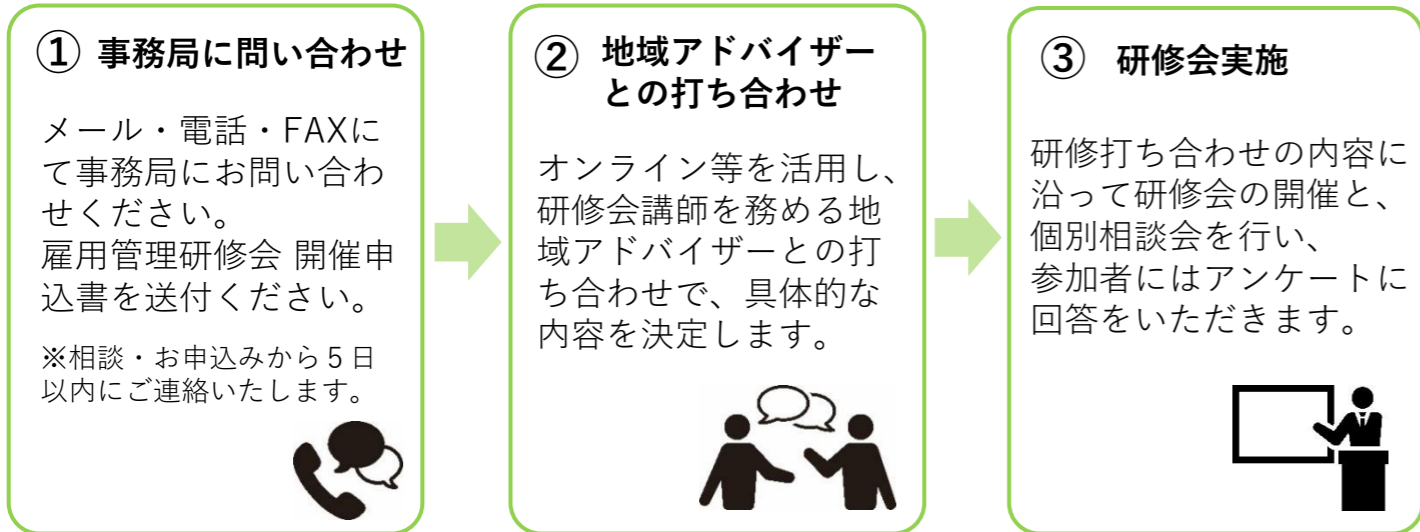 ① 事務局に問い合わせ
メール・電話・FAXに
て事務局にお問い合わ
せください。
雇用管理研修会 開催申
込書を送付ください。
※相談・お申込みから５日
以内にご連絡いたします。
② 地域アドバイザー
との打ち合わせ
オンライン等を活用し、
研修会講師を務める地
域アドバイザーとの打
ち合わせで、具体的な
内容を決定します。
③ 研修会実施
研修打ち合わせの内容に
沿って研修会の開催と、
個別相談会を行い、
参加者にはアンケートに
回答をいただきます。